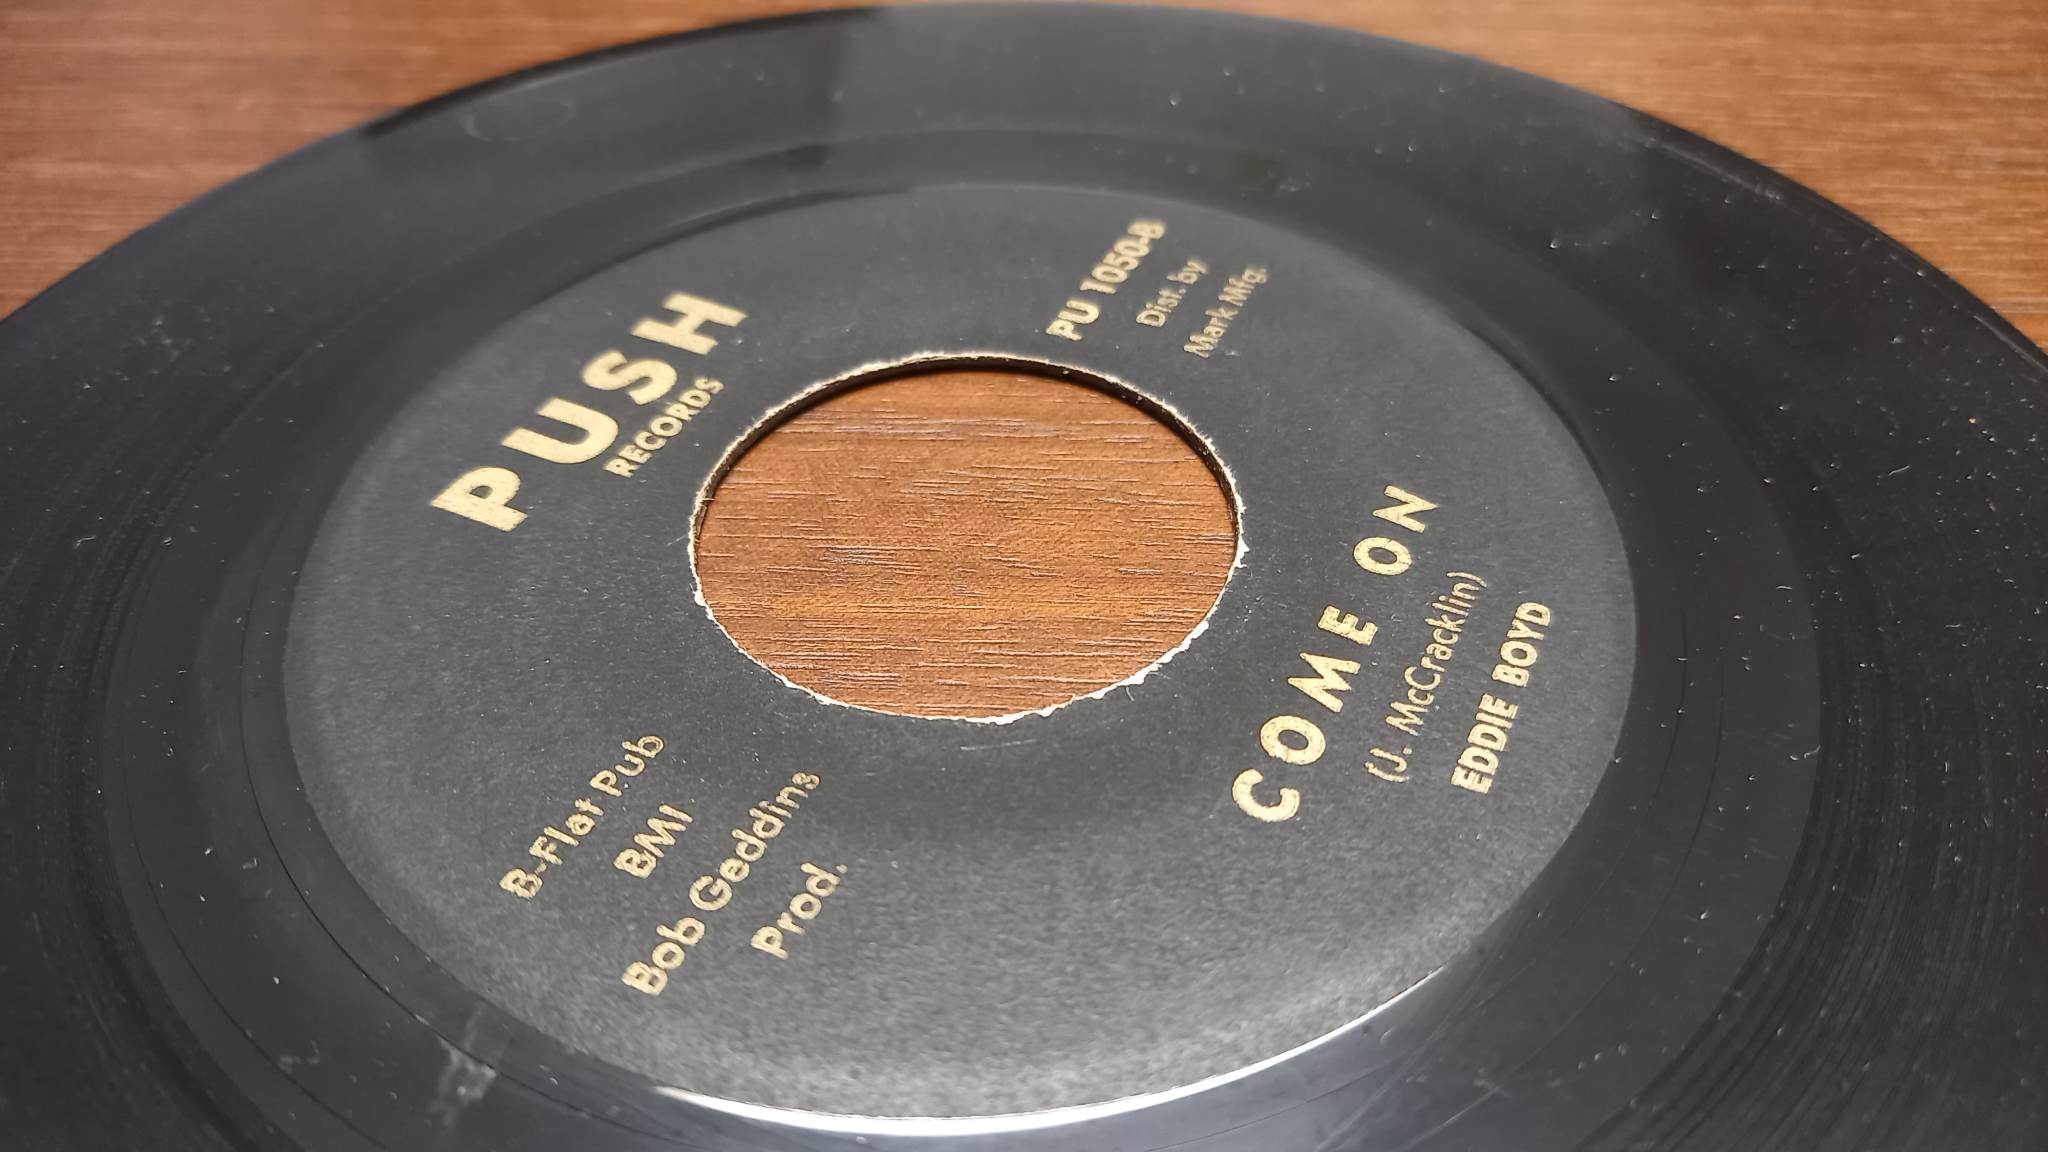 PUSH
RECORDS
PU 1050-B
Dist. by
Mark Mfg.
B-Flat Pub
BMI
Bob Geddins
Prod.
COME ON
(J. McCracklin)
EDDIE BOYD